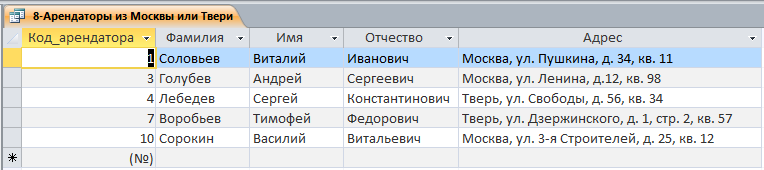 8-Арендаторы из Москвы или Твери
Код_арендатора Фамилия Имя Отчество Адрес
1 Соловьев Виталий Иванович Москва, ул. Пушкина, д. 34, кв. 11
3 Голубев Андрей Сергеевич Москва, ул. Ленина, д.12, кв. 98
4 Лебедев Сергей Константинович Тверь, ул. Свободы, д. 56, кв. 34
7 Воробьев Тимофей Федорович Тверь, ул. Дзержинского, д. 1, стр. 2, кв. 57
10 Сорокин Василий Витальевич Москва, ул. 3-я Строителей, д. 25, кв. 12
(№)